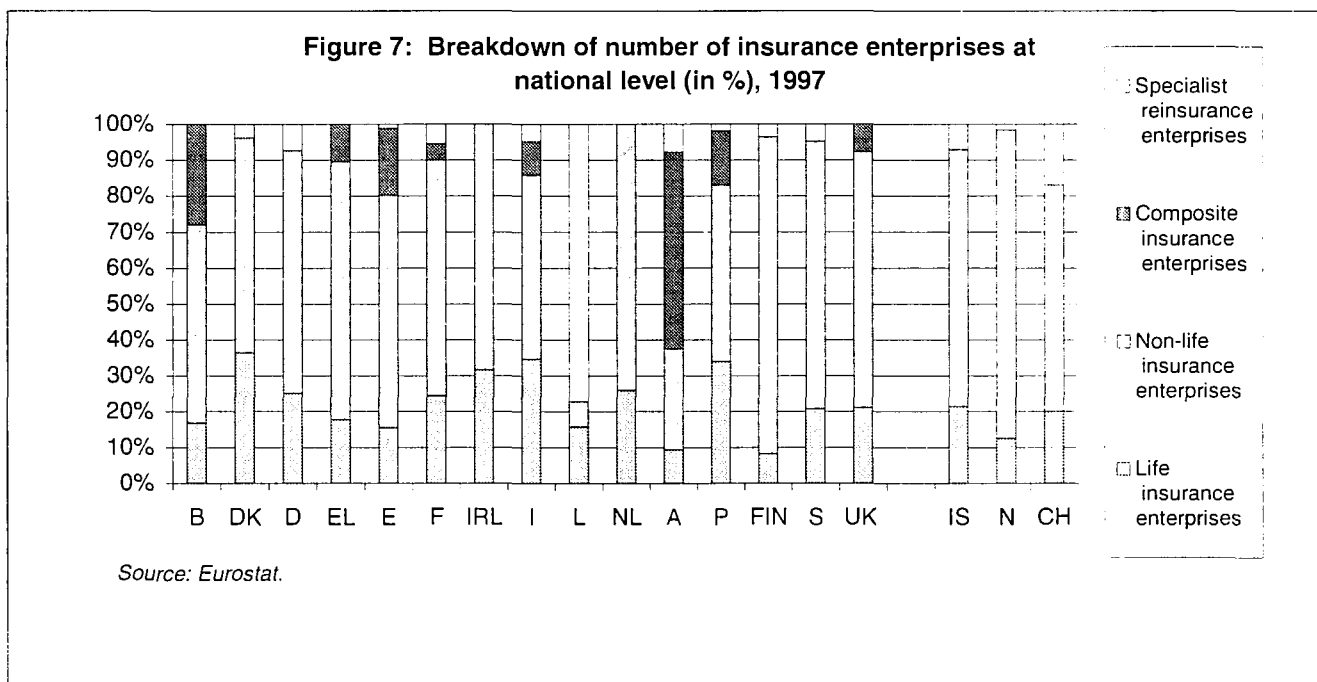 Figure 7: Breakdown of number of insurance enterprises at
national level (in %), 1997
100%
90%
80%
70%
60%
50%
40%
30%
20%
10%
0%
B DK D EL E F IRL I L NL A P FIN S UK IS N CH
Specialist
reinsurance
enterprises
Composite
insurance
enterprises
Non-life
insurance
enterprises
Life
insurance
enterprises
Source: Eurostat.